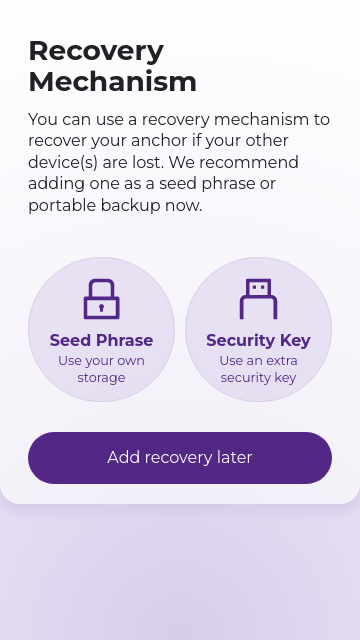 Recovery
Mechanism
You can use a recovery mechanism to
recover your anchor if your other
device(s) are lost. We recommend
adding one as a seed phrase or
portable backup now.
Seed Phrase
Use your own
storage
Security Key
Use an extra
security key
Add recovery later